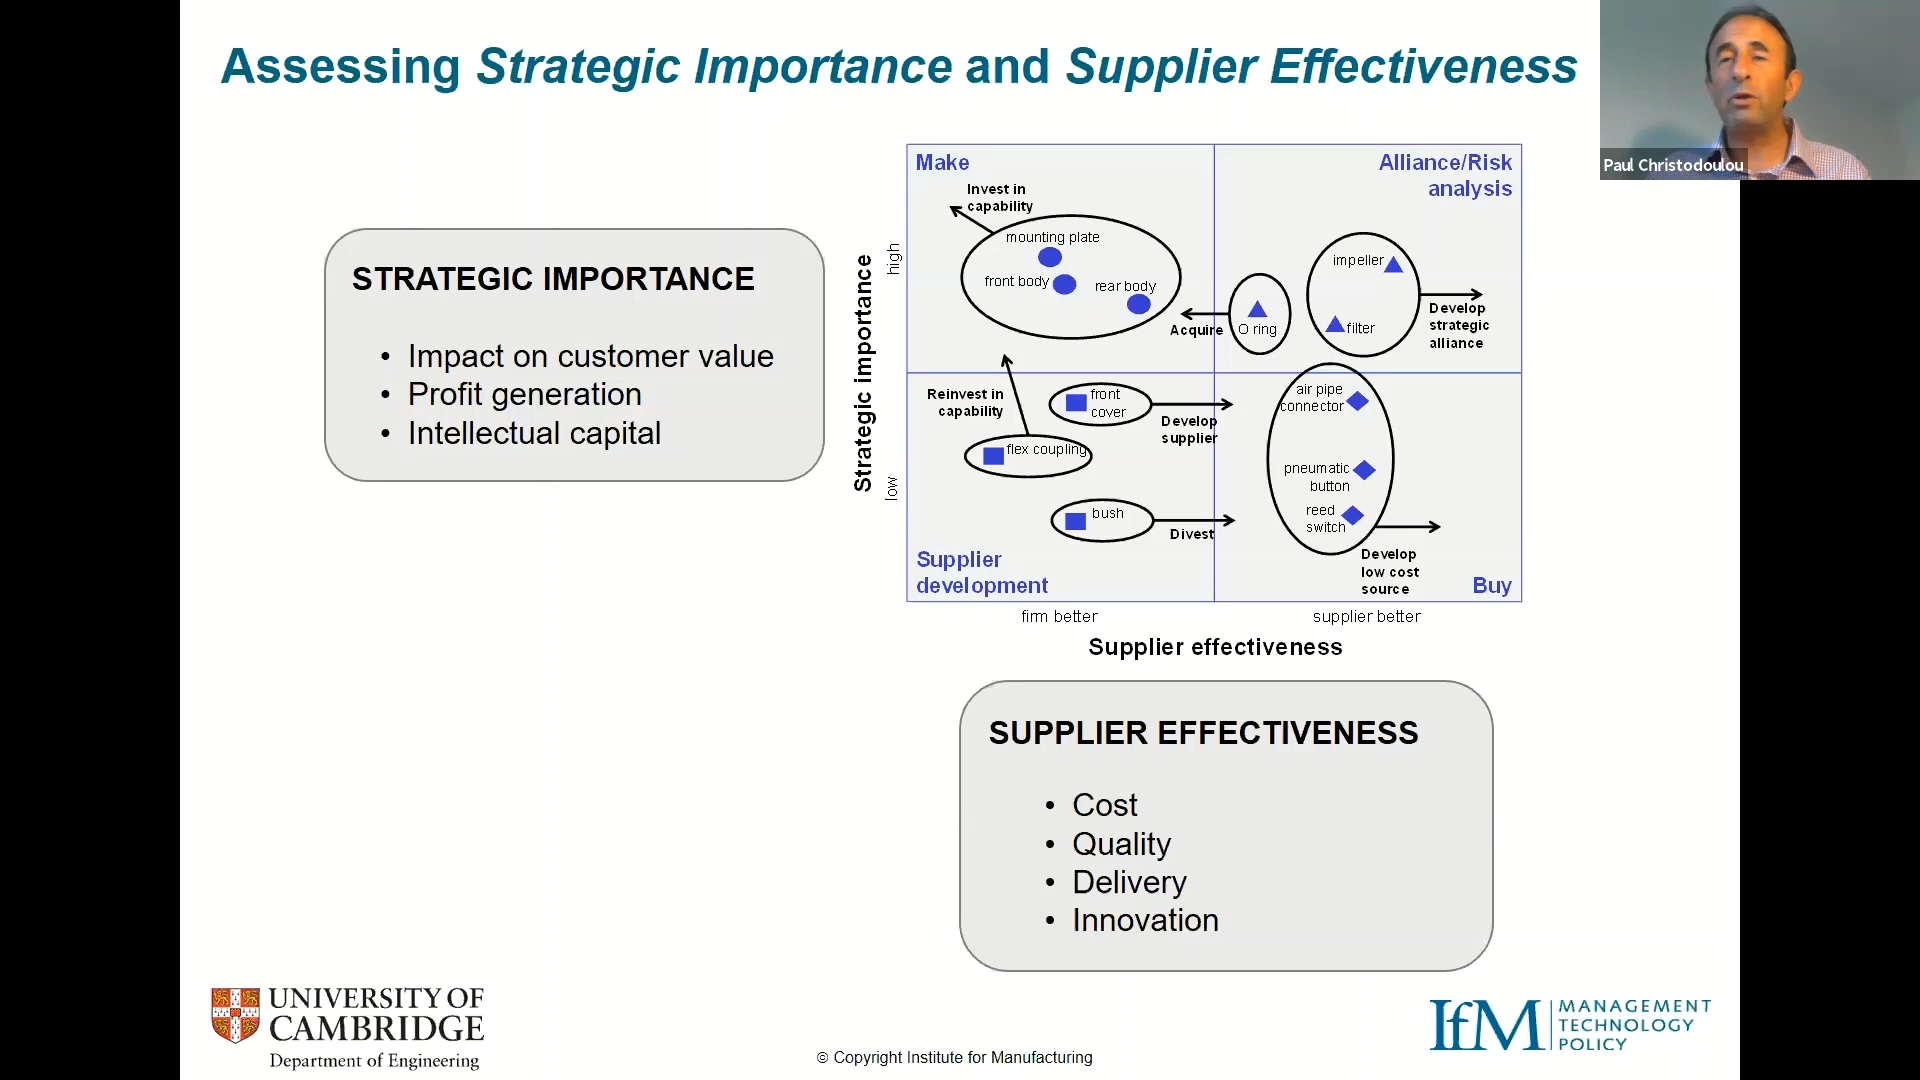 Assessing Strategic Importance and Supplier Effectiveness
Paul Christodoulou
STRATEGIC IMPORTANCE
• Impact on customer value
• Profit generation
• Intellectual capital
Make
Alliance/Risk
analysis
Invest in
capability
mounting plate
front body
rear body
Acquire
O ring
impeller
filter
Develop
strategic
alliance
Strategic importance
high
low
Reinvest in
capability
front
cover
Develop
supplier
flex coupling
bush
Divest
air pipe
connector
pneumatic
button
reed
switch
Develop
low cost
source
Supplier
development
Buy
firm better
supplier better
Supplier effectiveness
SUPPLIER EFFECTIVENESS
• Cost
• Quality
• Delivery
• Innovation
UNIVERSITY OF
CAMBRIDGE
Department of Engineering
© Copyright Institute for Manufacturing
IfM
MANAGEMENT
TECHNOLOGY
POLICY